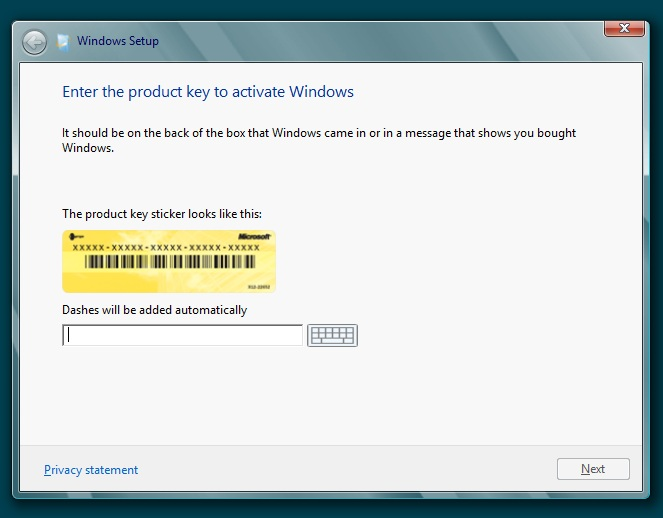 Windows Setup
Enter the product key to activate Windows
It should be on the back of the box that Windows came in or in a message that shows you bought
Windows.
The product key sticker looks like this:
Microsoft
XXXXX-XXXXX-XXXXX-XXXXX-XXXXX
Dashes will be added automatically
Privacy statement
Next